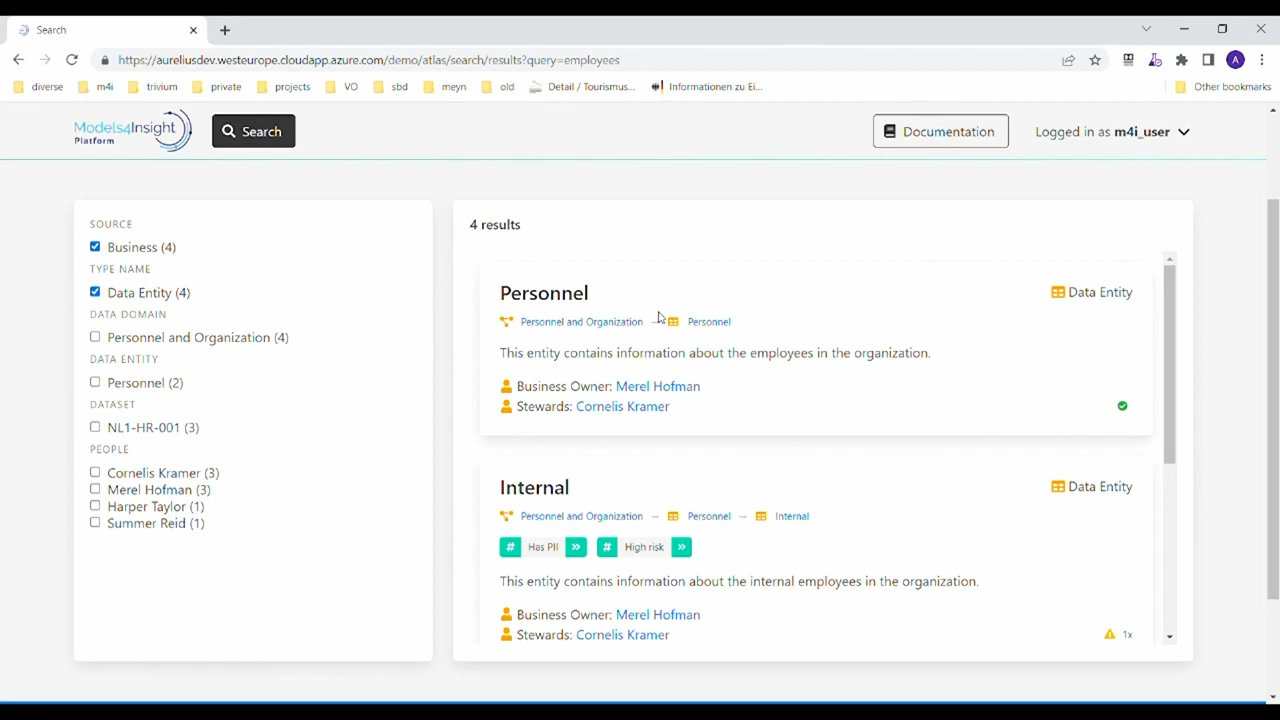 Search
https://aureliusdev.westeurope.cloudapp.azure.com/demo/atlas/search/results?query=employees
A
diverse m4i trivium private projects VO sbd meyn old Detail / Tourismus... Informationen zu Ei... Other bookmarks
Models4Insight
Platform
Search
Documentation
Logged in as m4i_user
SOURCE
Business (4)
TYPE NAME
Data Entity (4)
DATA DOMAIN
Personnel and Organization (4)
DATA ENTITY
Personnel (2)
DATASET
NL1-HR-001 (3)
PEOPLE
Cornelis Kramer (3)
Merel Hofman (3)
Harper Taylor (1)
Summer Reid (1)
4 results
Personnel
Data Entity
Personnel and Organization Personnel
This entity contains information about the employees in the organization.
Business Owner: Merel Hofman
Stewards: Cornelis Kramer
Internal
Data Entity
Personnel and Organization Personnel Internal
# Has PII » # High risk »
This entity contains information about the internal employees in the organization.
Business Owner: Merel Hofman
Stewards: Cornelis Kramer
1x